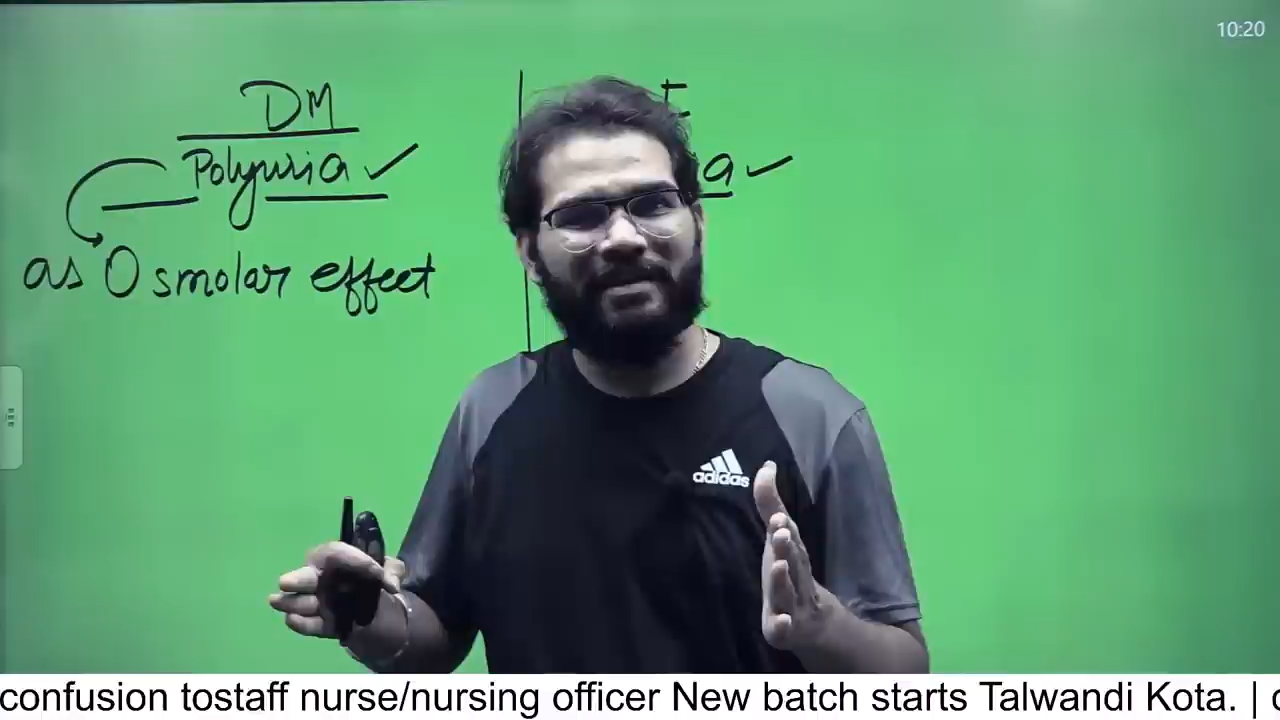 10:20
DM
Polyuria
as Osmolar effect
adidas
confusion tostaff nurse/nursing officer New batch starts Talwandi Kota. |